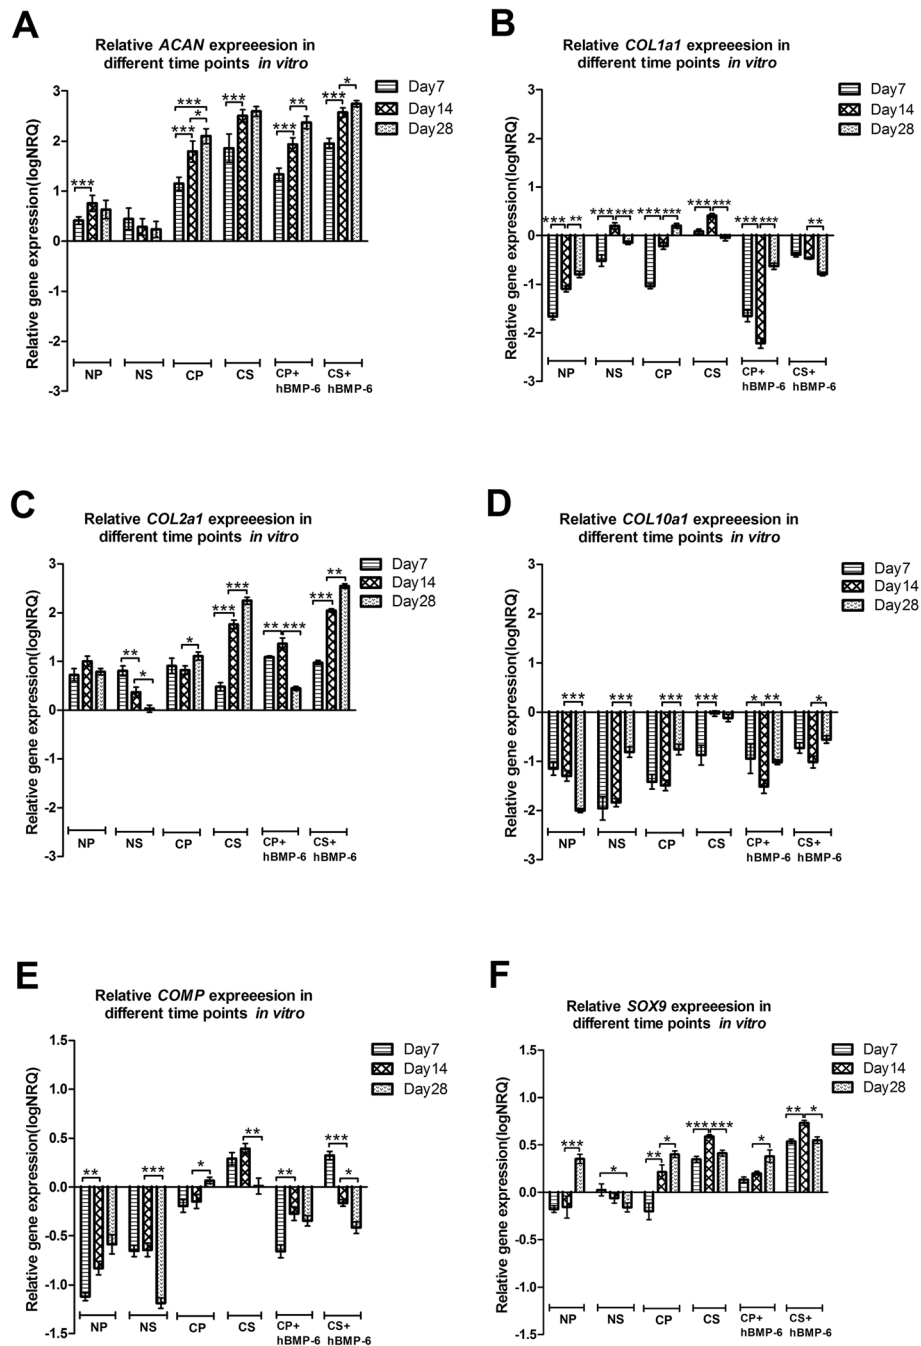 A
Relative ACAN expreeesion in
different time points in vitro
Relative gene expression(logNRQ)
3
2
1
0
-1
-2
-3
Day7
Day14
Day28
*** *** * *** *** *** ** *** *
NP NS CP CS CP+ hBMP-6 CS+ hBMP-6
B
Relative COL1a1 expreeesion in
different time points in vitro
Relative gene expression(logNRQ)
3
2
1
0
-1
-2
-3
Day7
Day14
Day28
*** ** *** *** *** *** *** *** *** *** **
NP NS CP CS CP+ hBMP-6 CS+ hBMP-6
C
Relative COL2a1 expreeesion in
different time points in vitro
Relative gene expression(logNRQ)
3
2
1
0
-1
-2
-3
Day7
Day14
Day28
** * * *** *** ** *** *** **
NP NS CP CS CP+ hBMP-6 CS+ hBMP-6
D
Relative COL10a1 expreeesion in
different time points in vitro
Relative gene expression(logNRQ)
3
2
1
0
-1
-2
-3
Day7
Day14
Day28
*** *** *** *** * ** *
NP NS CP CS CP+ hBMP-6 CS+ hBMP-6
E
Relative COMP expreeesion in
different time points in vitro
Relative gene expression(logNRQ)
1.5
1.0
0.5
0.0
-0.5
-1.0
-1.5
Day7
Day14
Day28
** *** * ** ** *** *
NP NS CP CS CP+ hBMP-6 CS+ hBMP-6
F
Relative SOX9 expreeesion in
different time points in vitro
Relative gene expression(logNRQ)
1.5
1.0
0.5
0.0
-0.5
-1.0
-1.5
Day7
Day14
Day28
*** * ** * *** *** * ** *
NP NS CP CS CP+ hBMP-6 CS+ hBMP-6